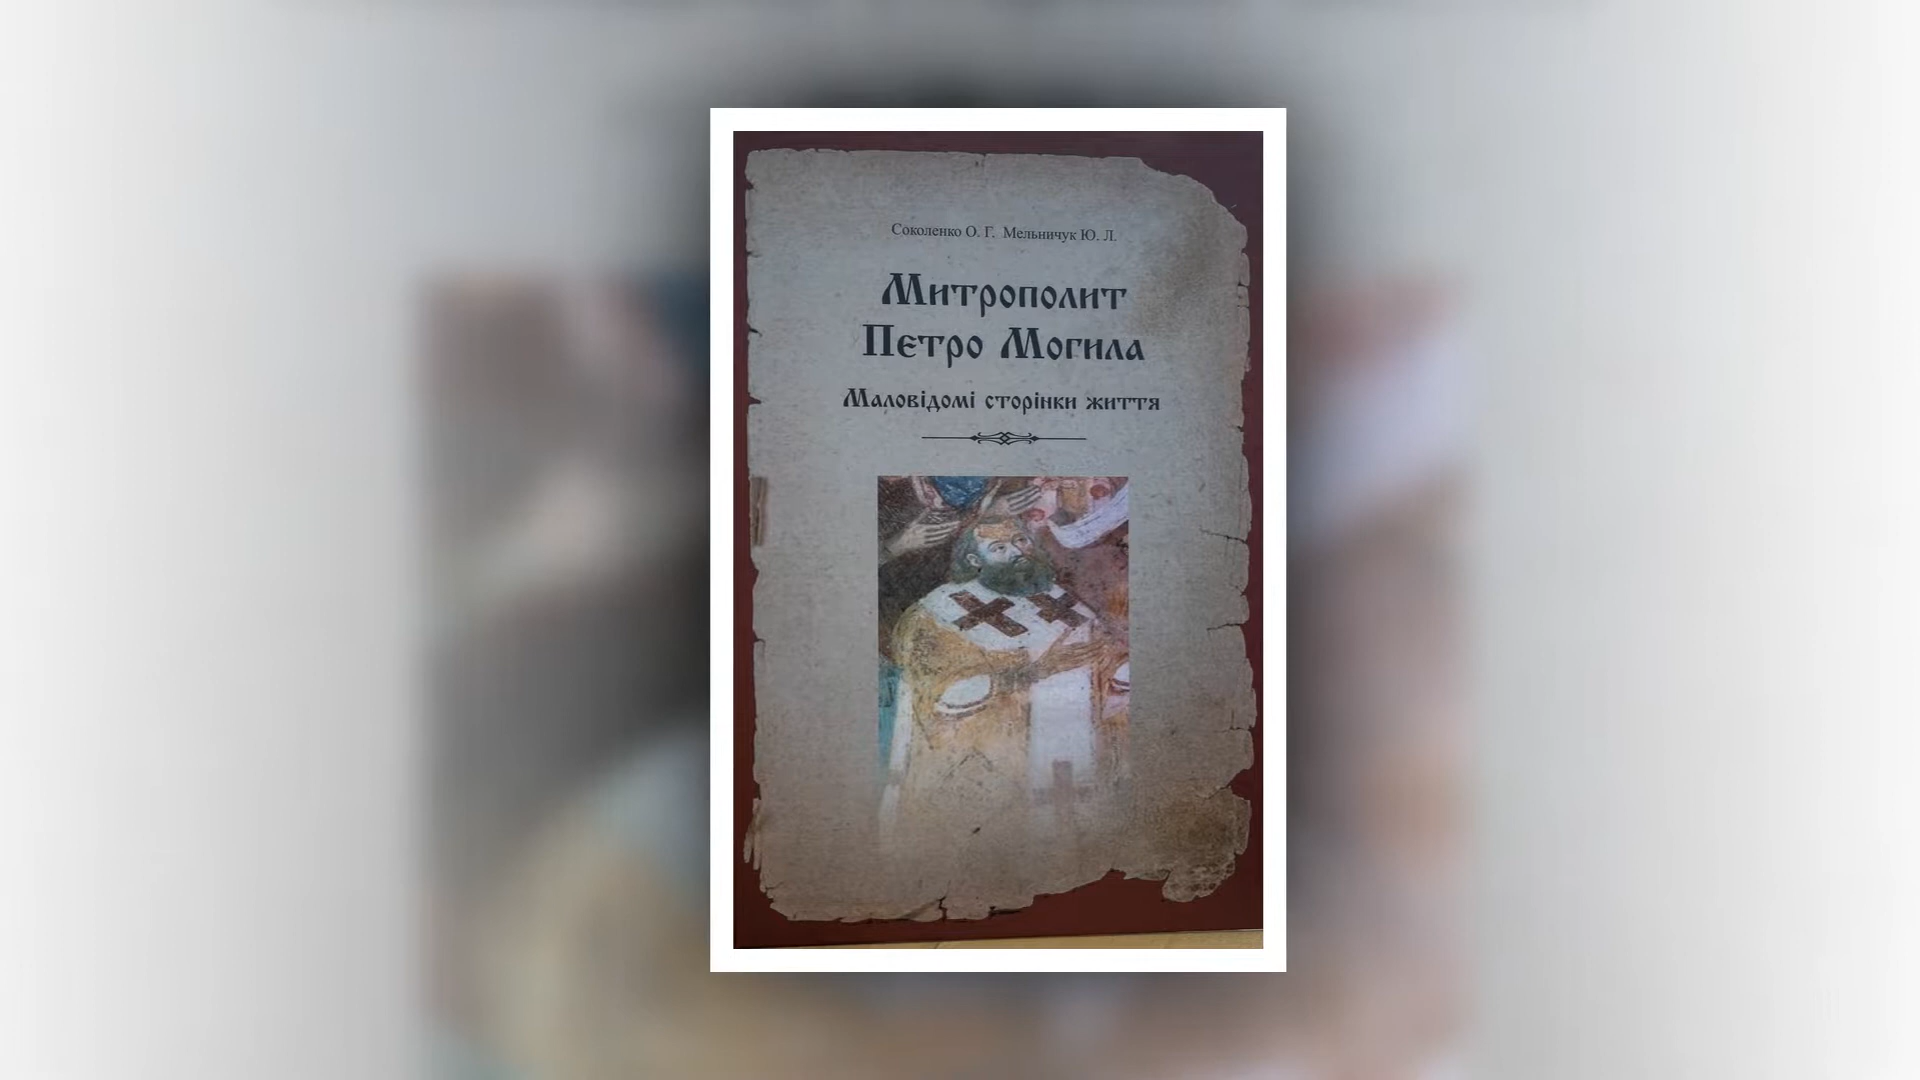 Соколенко О. Г. Мельничук Ю. Л.
Митрополит
Петро Могила
Маловідомі сторінки життя